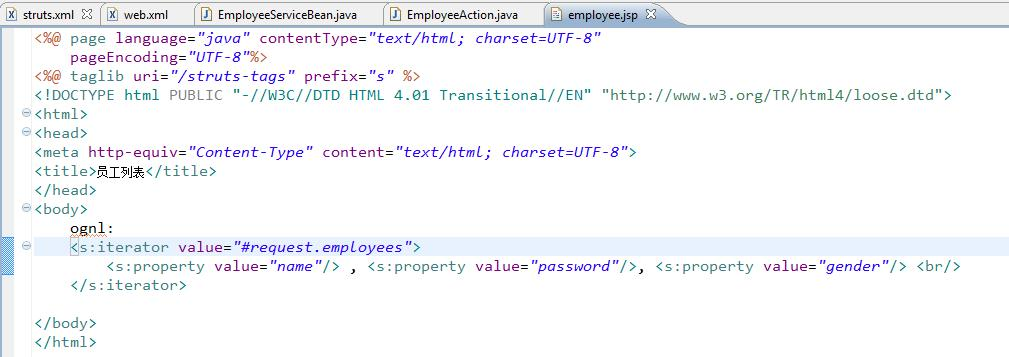 struts.xml web.xml EmployeeServiceBean.java EmployeeAction.java employee.jsp
<%@ page language="java" contentType="text/html; charset=UTF-8"
    pageEncoding="UTF-8"%>
<%@ taglib uri="/struts-tags" prefix="s" %>
<!DOCTYPE html PUBLIC "-//W3C//DTD HTML 4.01 Transitional//EN" "http://www.w3.org/TR/html4/loose.dtd">
<html>
<head>
<meta http-equiv="Content-Type" content="text/html; charset=UTF-8">
<title>员工列表</title>
</head>
<body>
    ognl:
    <s:iterator value="#request.employees">
        <s:property value="name"/> , <s:property value="password"/>, <s:property value="gender"/> <br/>
    </s:iterator>

</body>
</html>